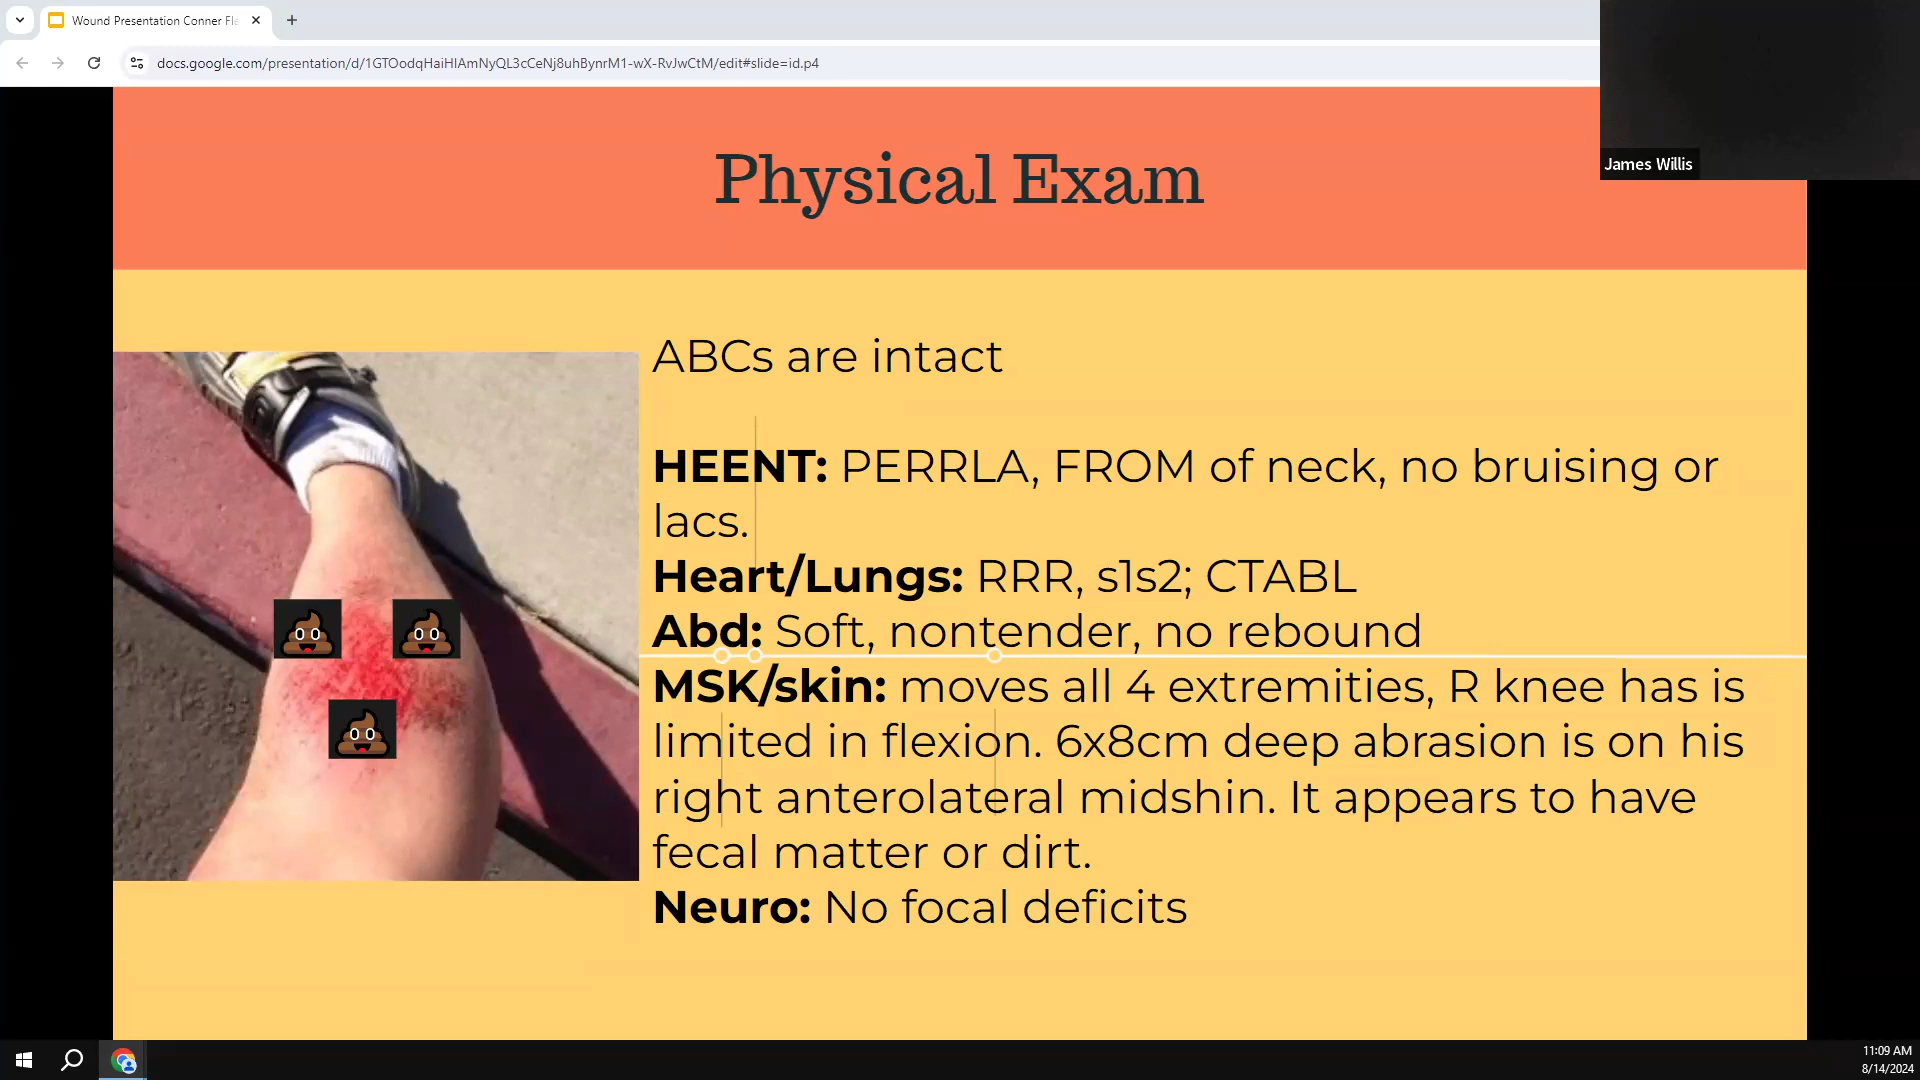 Wound Presentation Conner Fle
docs.google.com/presentation/d/1GTOodqHaiHIAmNyQL3cCeNj8uhBynrM1-wX-RvJwCtM/edit#slide=id.p4
James Willis
Physical Exam
ABCs are intact
HEENT: PERRLA, FROM of neck, no bruising or
lacs.
Heart/Lungs: RRR, s1s2; CTABL
Abd: Soft, nontender, no rebound
MSK/skin: moves all 4 extremities, R knee has is
limited in flexion. 6x8cm deep abrasion is on his
right anterolateral midshin. It appears to have
fecal matter or dirt.
Neuro: No focal deficits
11:09 AM
8/14/2024